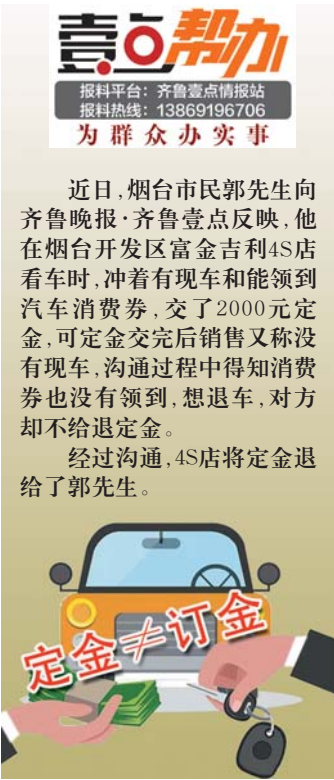 壹点帮办
报料平台：齐鲁壹点情报站
报料热线：13869196706
为群众办实事
近日,烟台市民郭先生向
齐鲁晚报·齐鲁壹点反映,他
在烟台开发区富金吉利4S店
看车时,冲着有现车和能领到
汽车消费券,交了2000元定
金,可定金交完后销售又称没
有现车,沟通过程中得知消费
券也没有领到,想退车,对方
却不给退定金。
经过沟通,4S店将定金退
给了郭先生。
定金≠订金